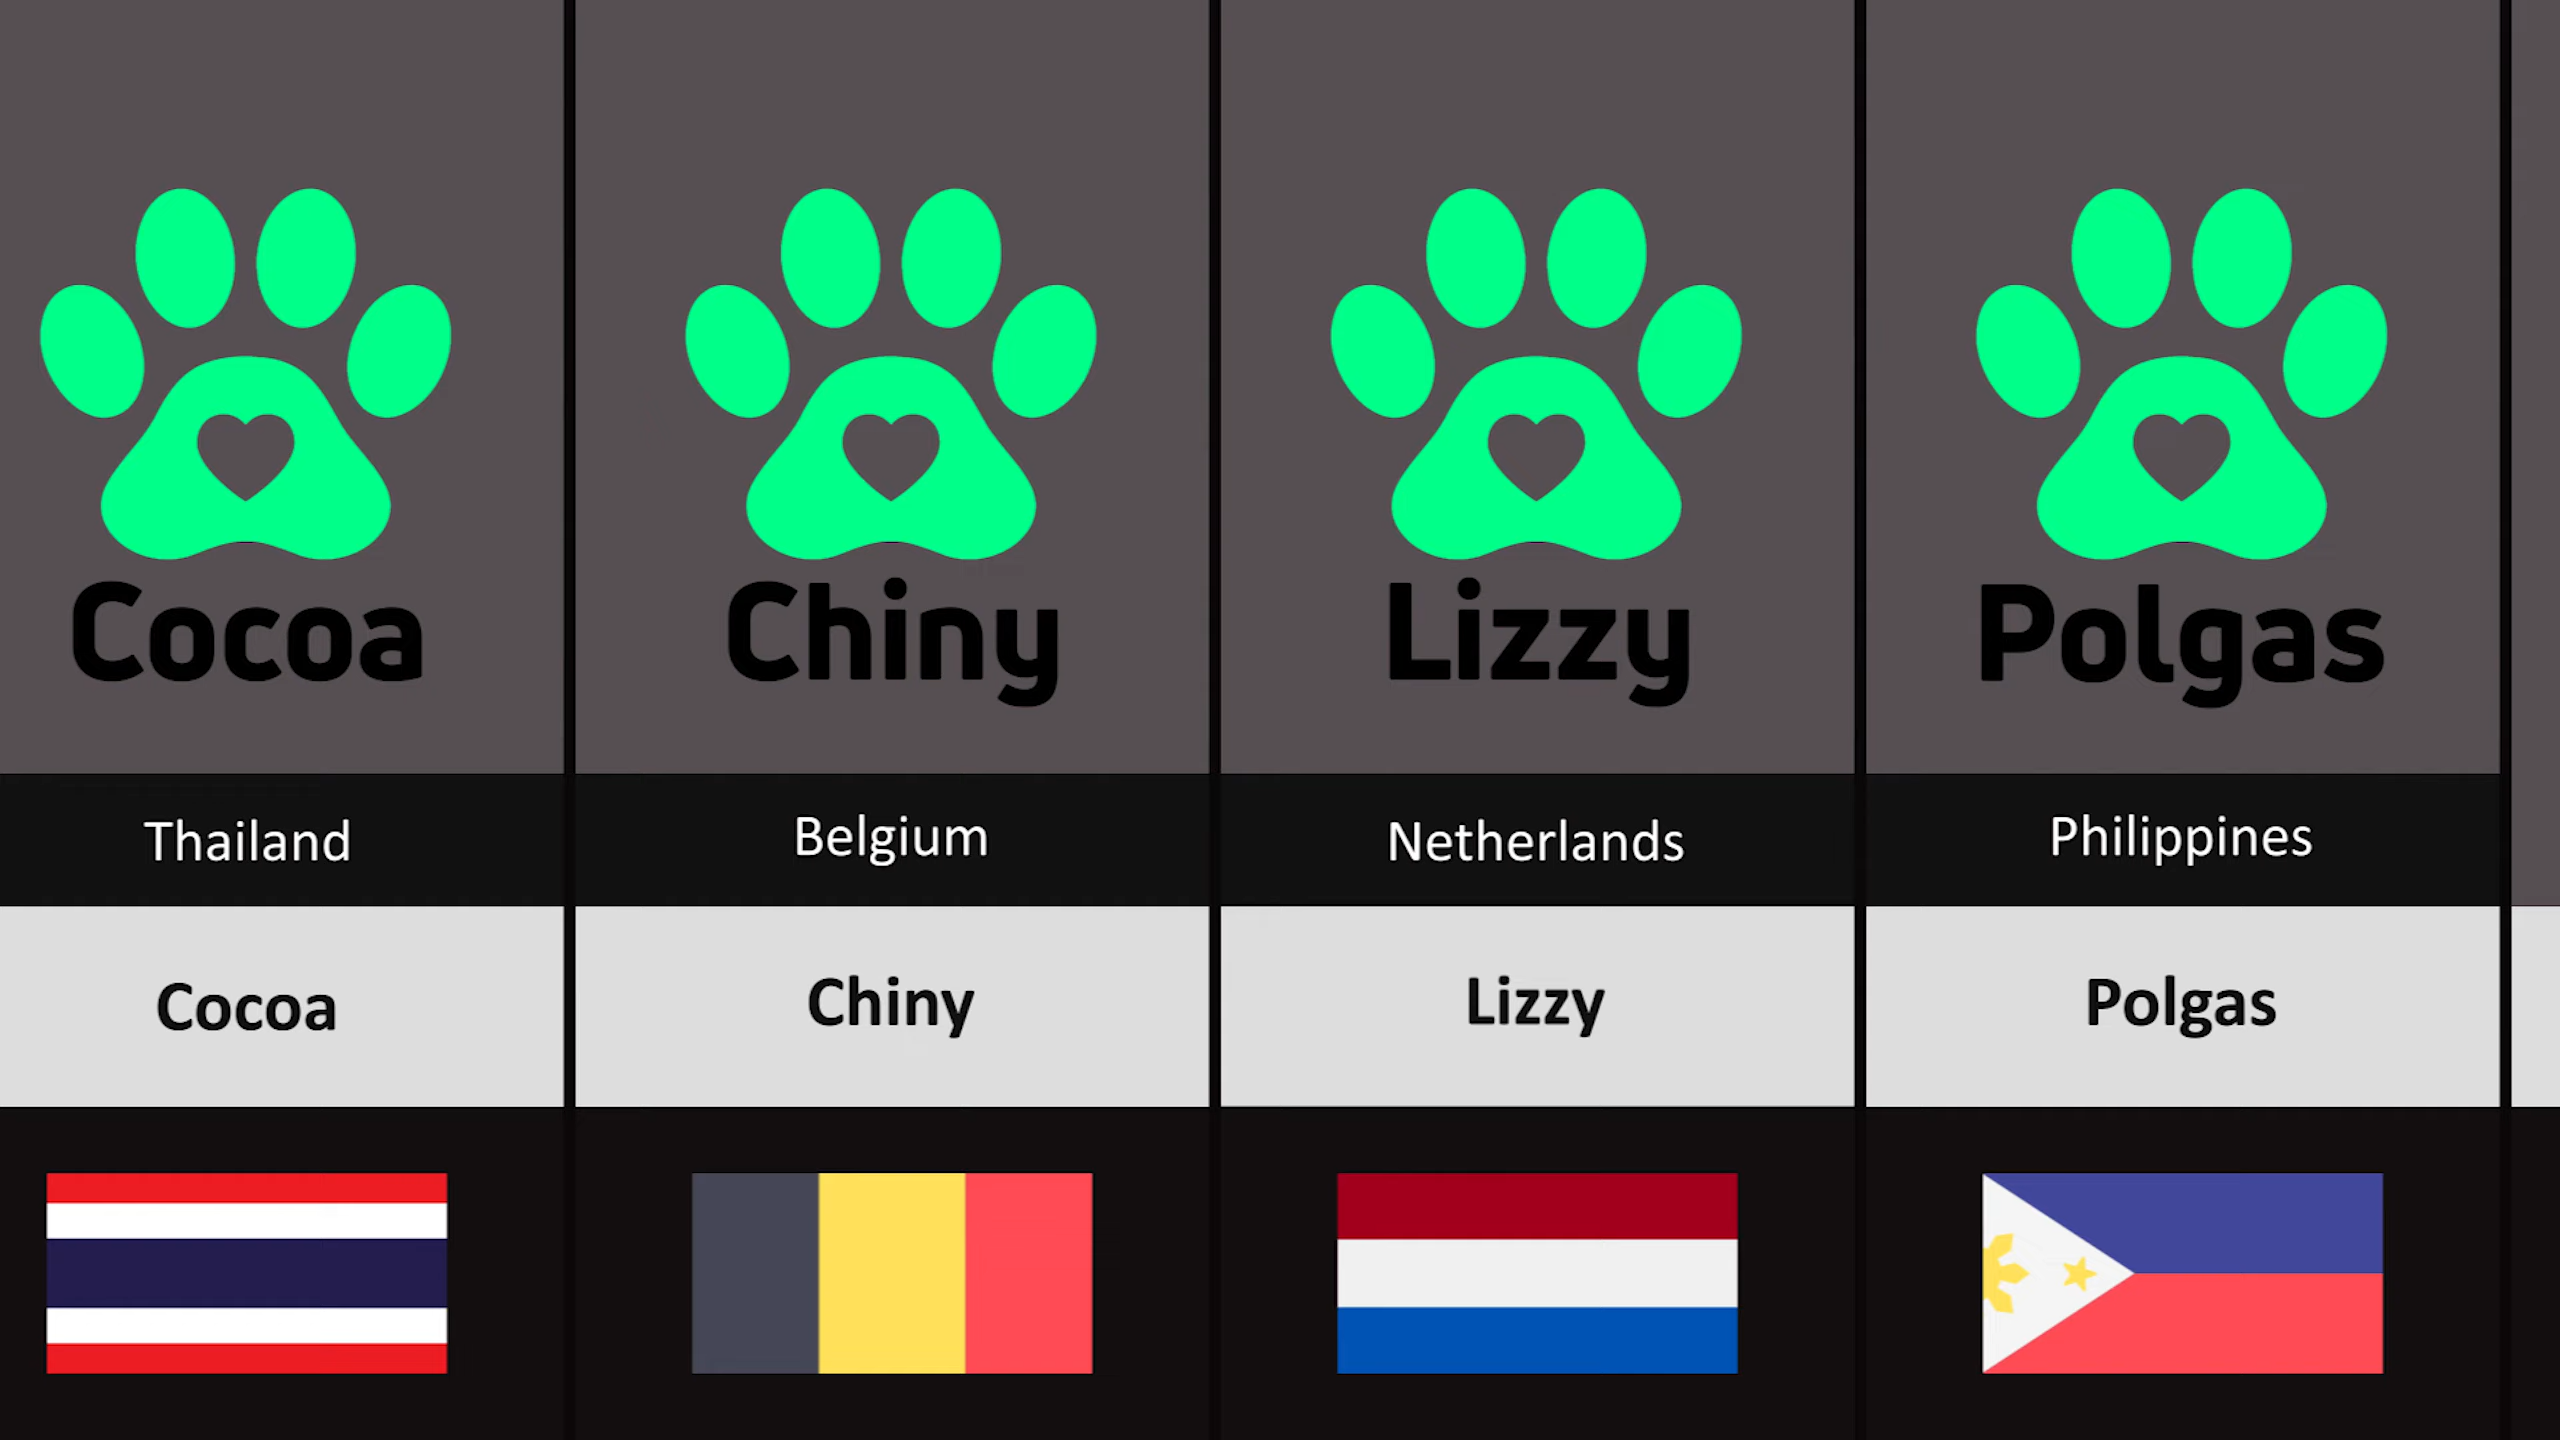 Cocoa
Chiny
Lizzy
Polgas
Thailand
Belgium
Netherlands
Philippines
Cocoa
Chiny
Lizzy
Polgas